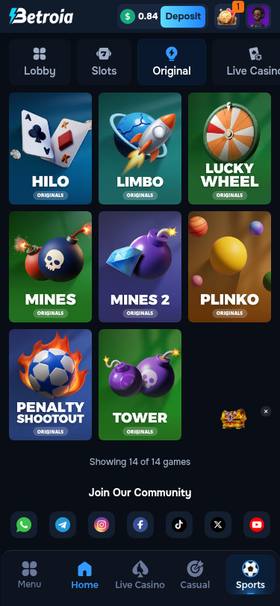 Betroia
$ 0.84 Deposit
1
Lobby
Slots
Original
Live Casino
HILO
ORIGINALS
LIMBO
ORIGINALS
LUCKY
WHEEL
ORIGINALS
MINES
ORIGINALS
MINES 2
ORIGINALS
PLINKO
ORIGINALS
PENALTY
SHOOTOUT
ORIGINALS
TOWER
ORIGINALS
Showing 14 of 14 games
Join Our Community
Menu
Home
Live Casino
Casual
Sports